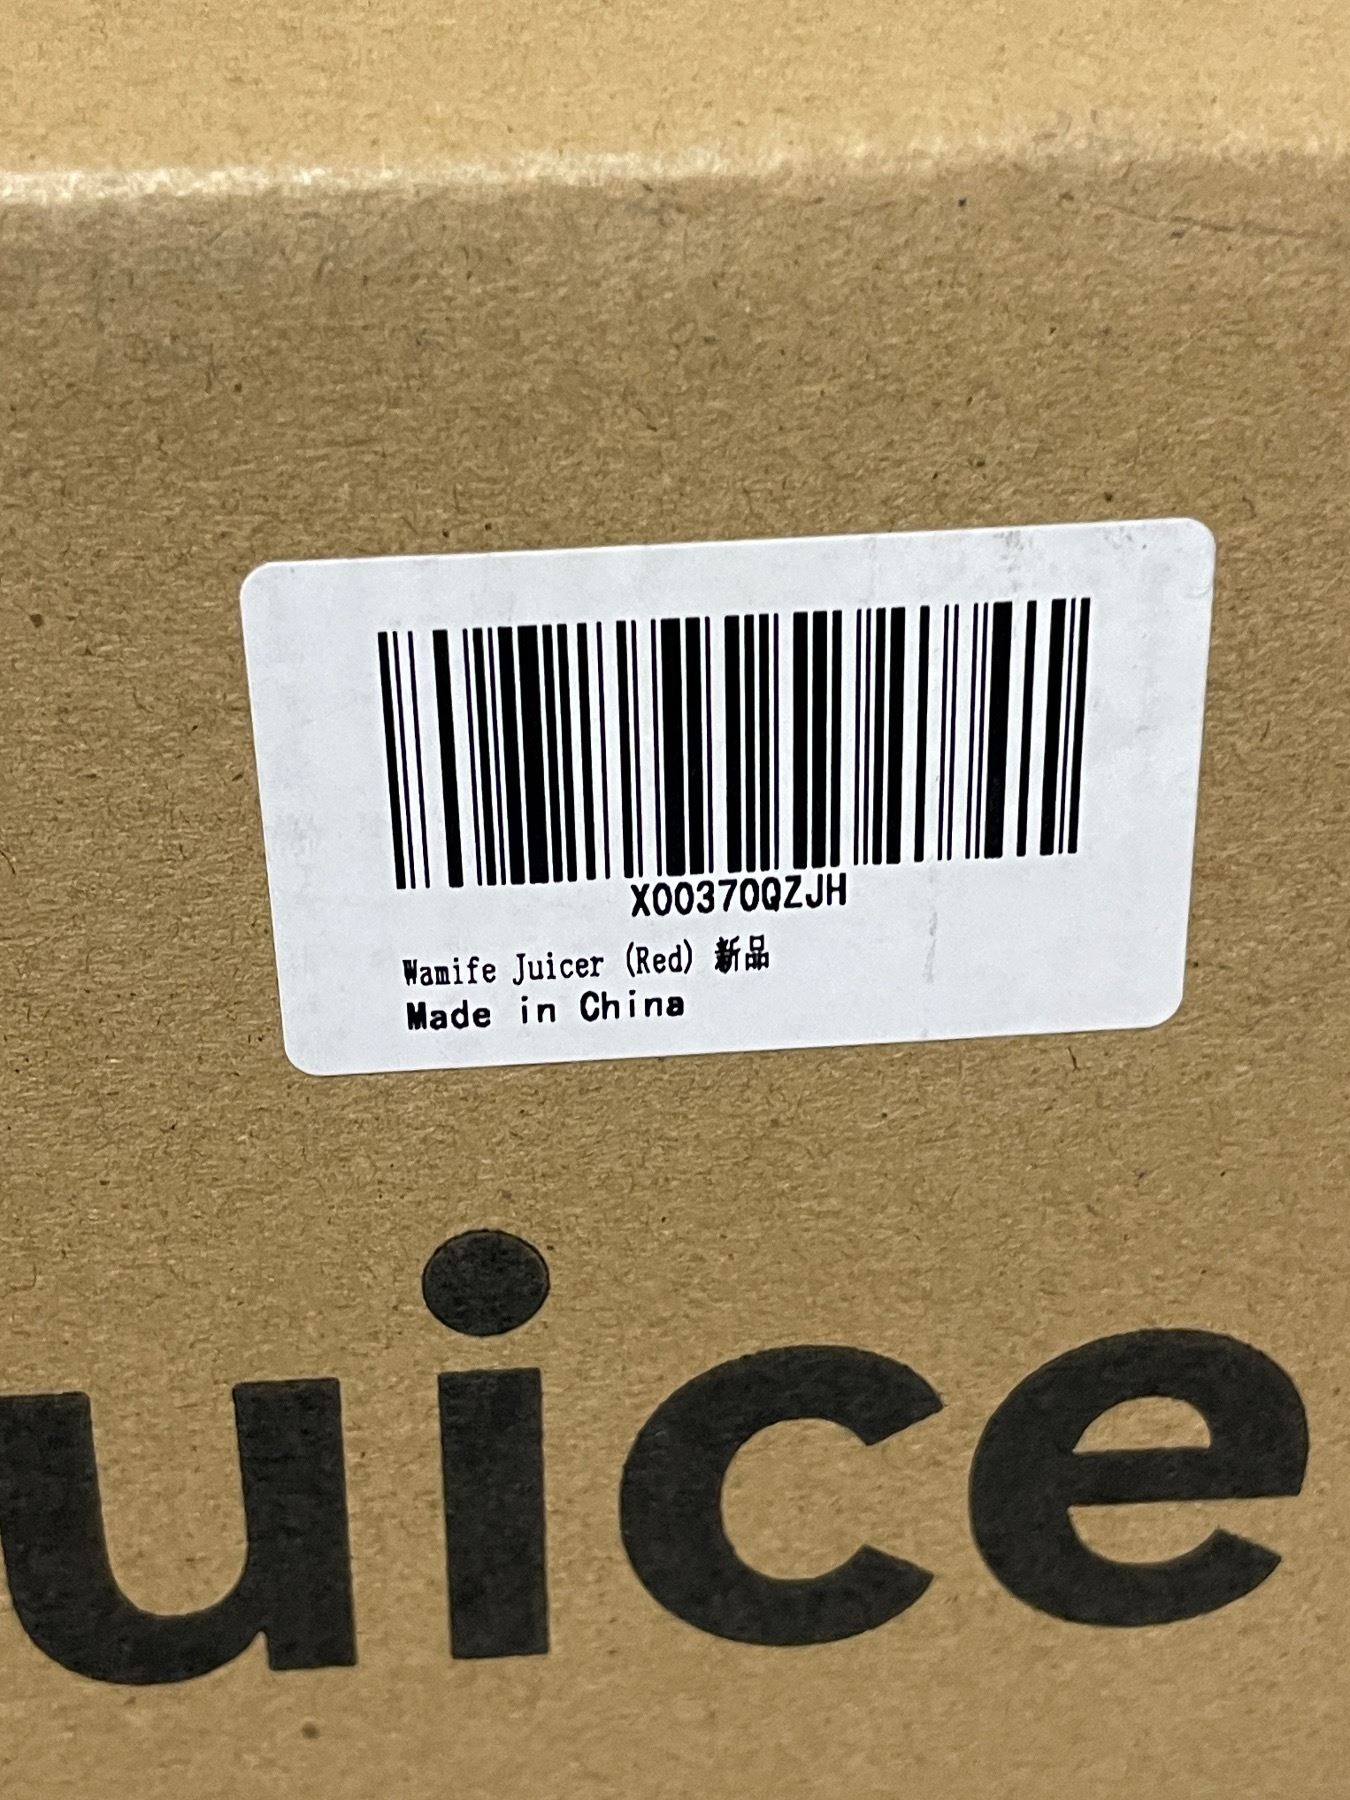 X00370QZJH
Wamife Juicer (Red) 新品
Made in China
uice